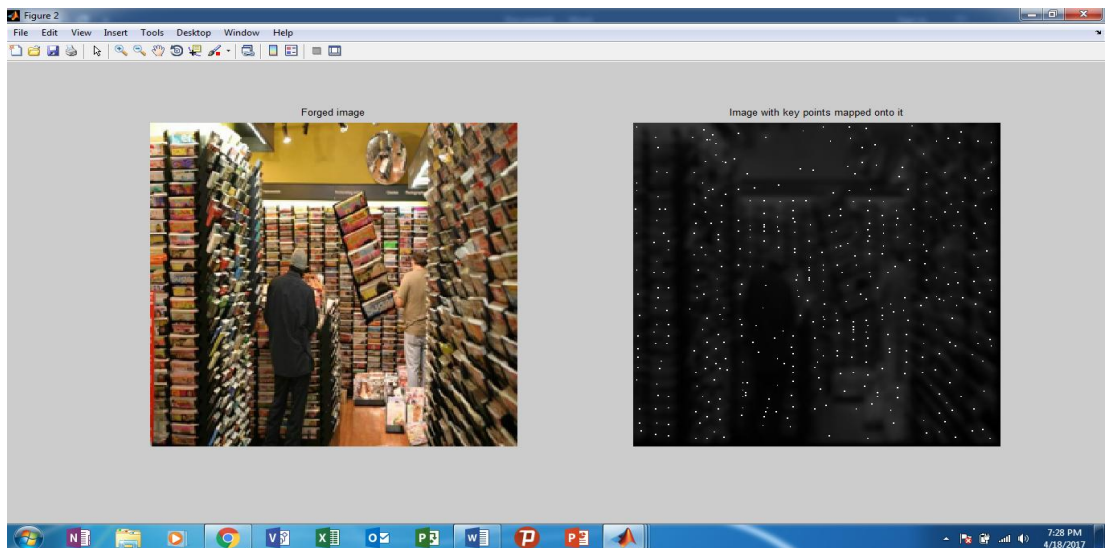 Figure 2
File Edit View Insert Tools Desktop Window Help
Forged image
Image with key points mapped onto it
7:28 PM
4/18/2017